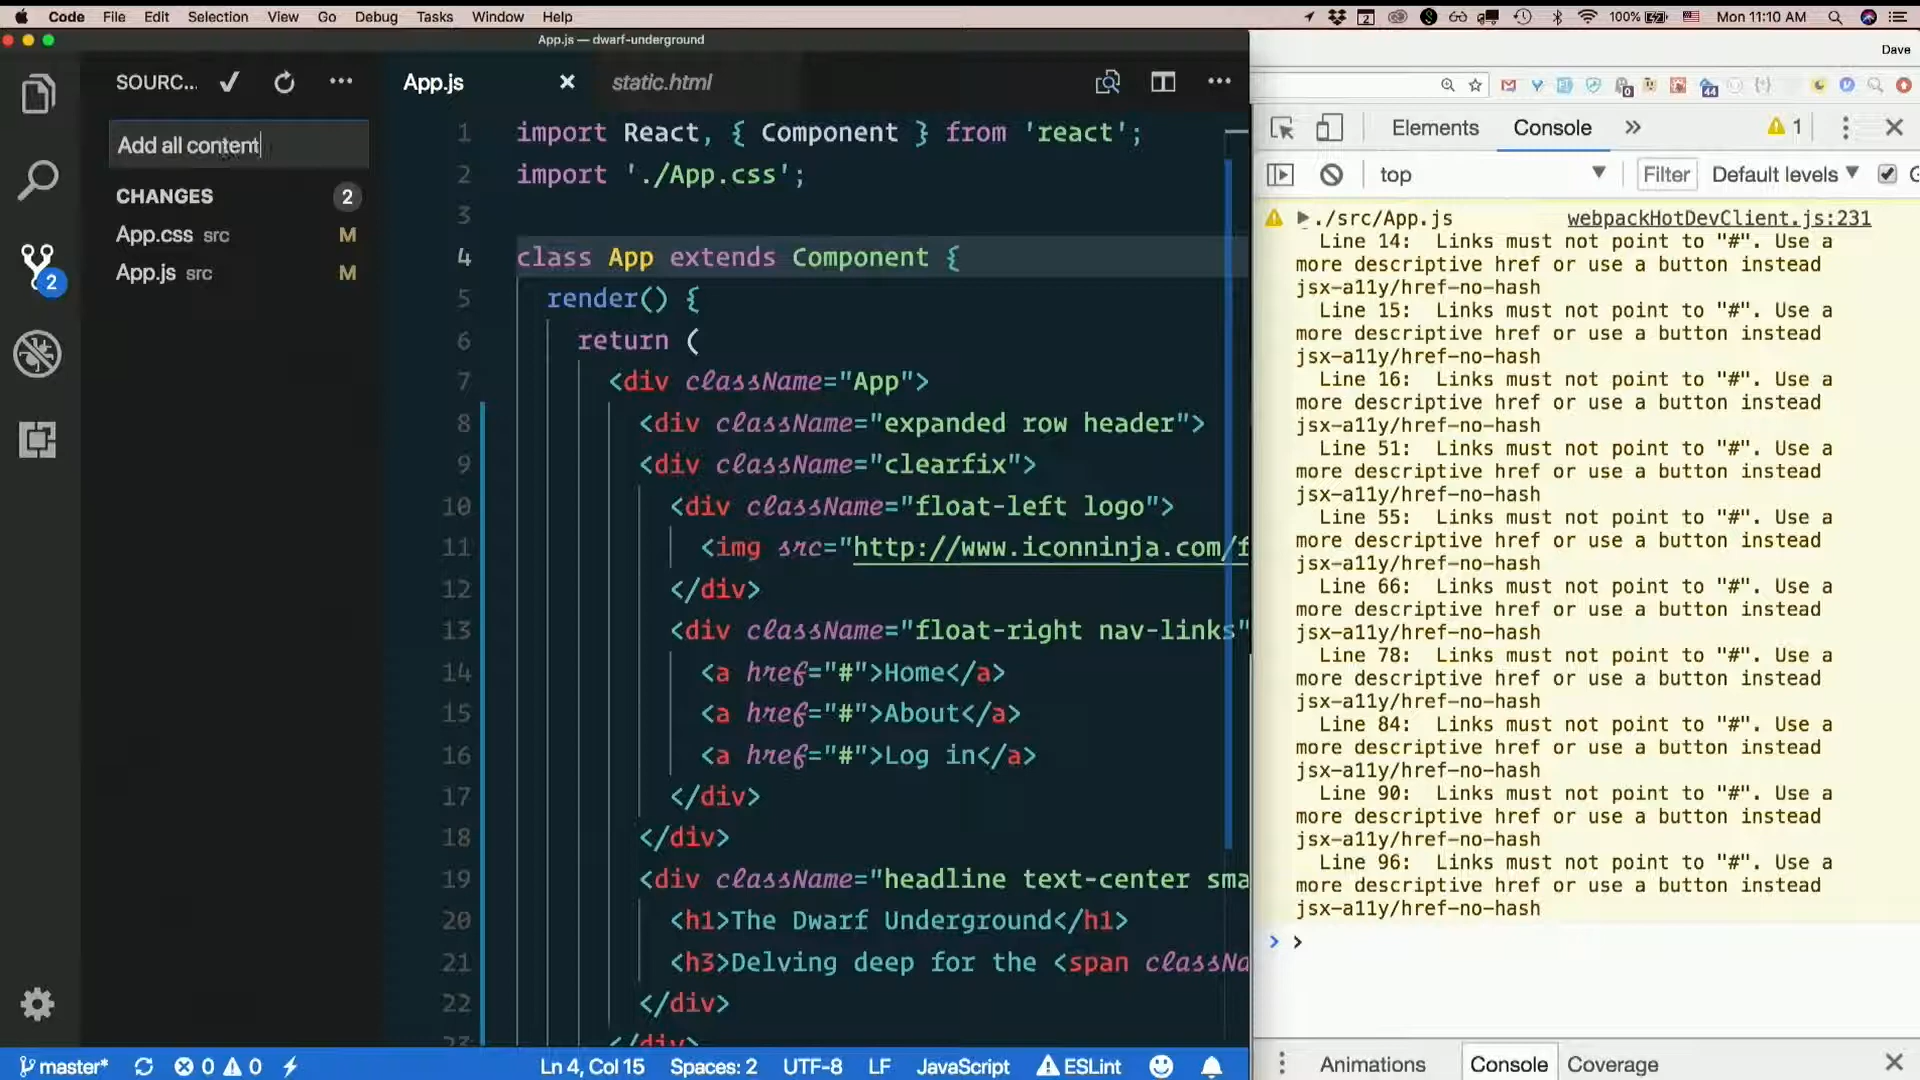 Code File Edit Selection View Go Debug Tasks Window Help
2 100% Mon 11:10 AM
App.js — dwarf-underground
Dave
SOURC...
App.js
static.html
Add all content
CHANGES 2
App.css src M
App.js src M
2
1 import React, { Component } from 'react';
2 import './App.css';
3
4 class App extends Component {
5 render() {
6 return (
7 <div className="App">
8 <div className="expanded row header">
9 <div className="clearfix">
10 <div className="float-left logo">
11 <img src="http://www.iconninja.com/f
12 </div>
13 <div className="float-right nav-links"
14 <a href="#">Home</a>
15 <a href="#">About</a>
16 <a href="#">Log in</a>
17 </div>
18 </div>
19 <div className="headline text-center sma
20 <h1>The Dwarf Underground</h1>
21 <h3>Delving deep for the <span classNa
22 </div>
23 </div>
master* 0 0 Ln 4, Col 15 Spaces: 2 UTF-8 LF JavaScript ESLint
0 44
Elements Console 1
top Filter Default levels
./src/App.js webpackHotDevClient.js:231
Line 14: Links must not point to "#". Use a
more descriptive href or use a button instead
jsx-a11y/href-no-hash
Line 15: Links must not point to "#". Use a
more descriptive href or use a button instead
jsx-a11y/href-no-hash
Line 16: Links must not point to "#". Use a
more descriptive href or use a button instead
jsx-a11y/href-no-hash
Line 51: Links must not point to "#". Use a
more descriptive href or use a button instead
jsx-a11y/href-no-hash
Line 55: Links must not point to "#". Use a
more descriptive href or use a button instead
jsx-a11y/href-no-hash
Line 66: Links must not point to "#". Use a
more descriptive href or use a button instead
jsx-a11y/href-no-hash
Line 78: Links must not point to "#". Use a
more descriptive href or use a button instead
jsx-a11y/href-no-hash
Line 84: Links must not point to "#". Use a
more descriptive href or use a button instead
jsx-a11y/href-no-hash
Line 90: Links must not point to "#". Use a
more descriptive href or use a button instead
jsx-a11y/href-no-hash
Line 96: Links must not point to "#". Use a
more descriptive href or use a button instead
jsx-a11y/href-no-hash
Animations Console Coverage